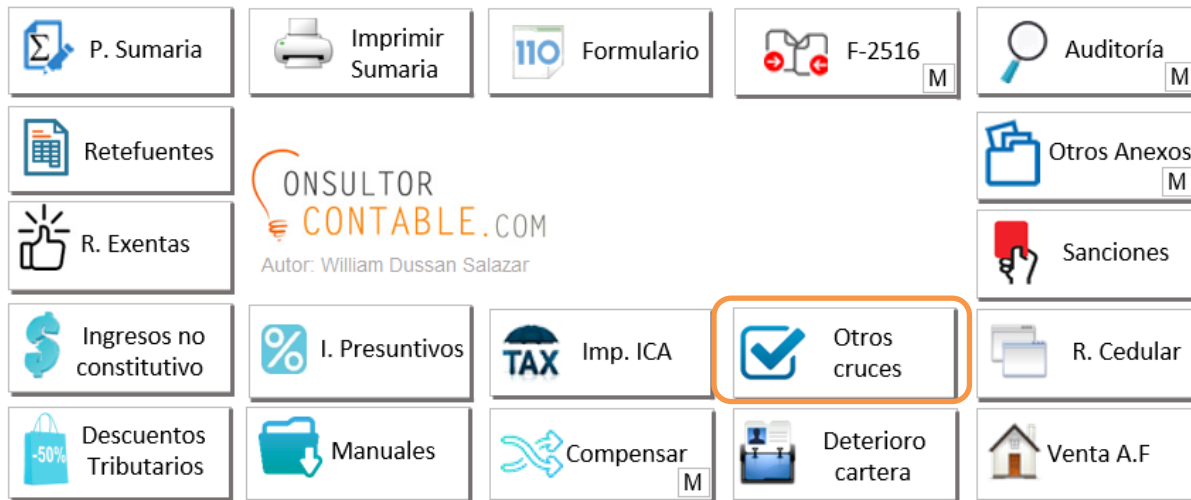 P. Sumaria
Imprimir
Sumaria
110
Formulario
F-2516
M
Auditoría
M
Retefuentes
ONSULTOR
CONTABLE.COM
Autor: William Dussan Salazar
Otros Anexos
M
R. Exentas
Sanciones
Ingresos no
constitutivo
%
I. Presuntivos
TAX
Imp. ICA
Otros
cruces
R. Cedular
-50%
Descuentos
Tributarios
Manuales
Compensar
M
Deterioro
cartera
Venta A.F